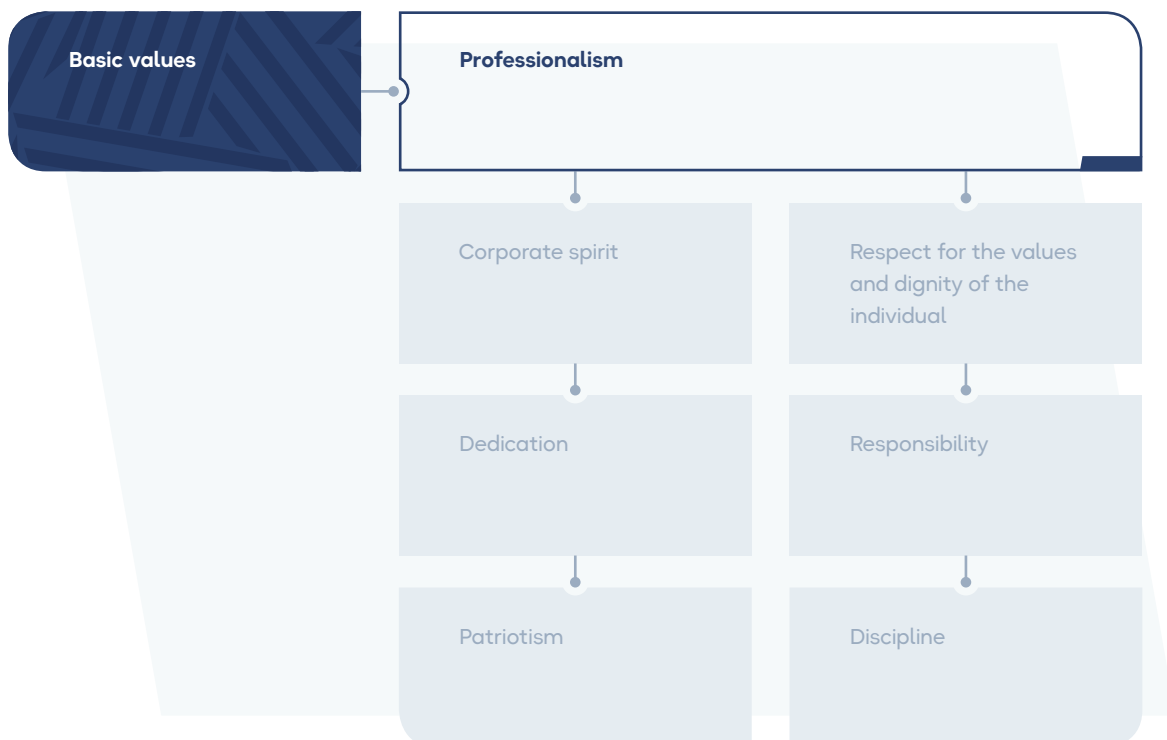 Basic values
Professionalism
Corporate spirit
Respect for the values
and dignity of the
individual
Dedication
Responsibility
Patriotism
Discipline